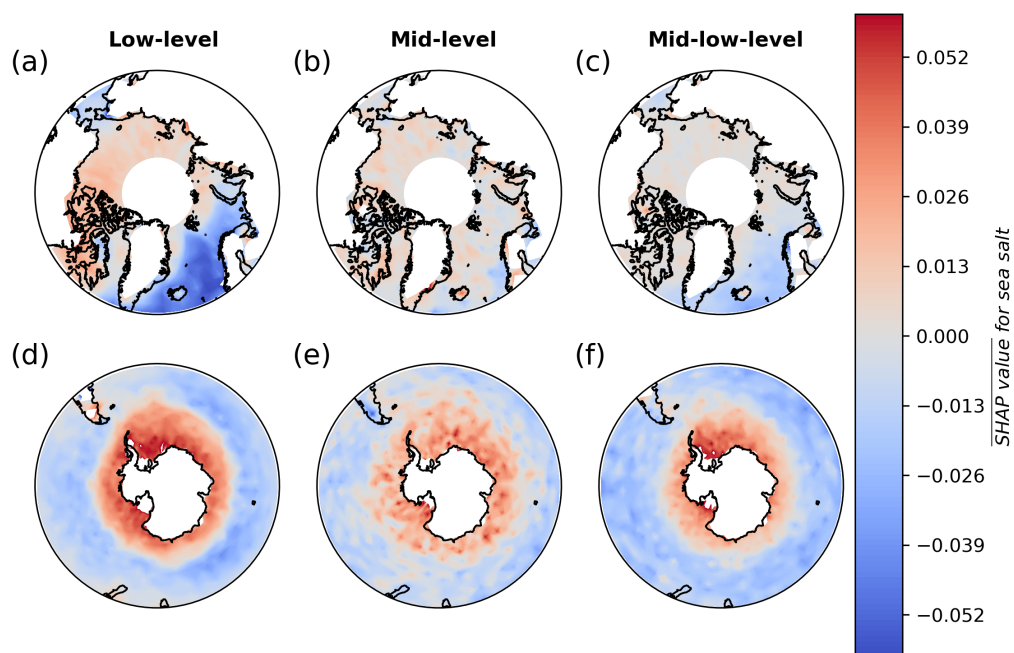 Low-level
Mid-level
Mid-low-level
(a)
(b)
(c)
(d)
(e)
(f)
0.052
0.039
0.026
0.013
0.000
−0.013
−0.026
−0.039
−0.052
SHAP value for sea salt